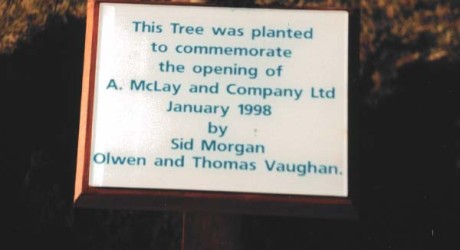 This Tree was planted
to commemorate
the opening of
A. McLay and Company Ltd
January 1998
by
Sid Morgan
Olwen and Thomas Vaughan.